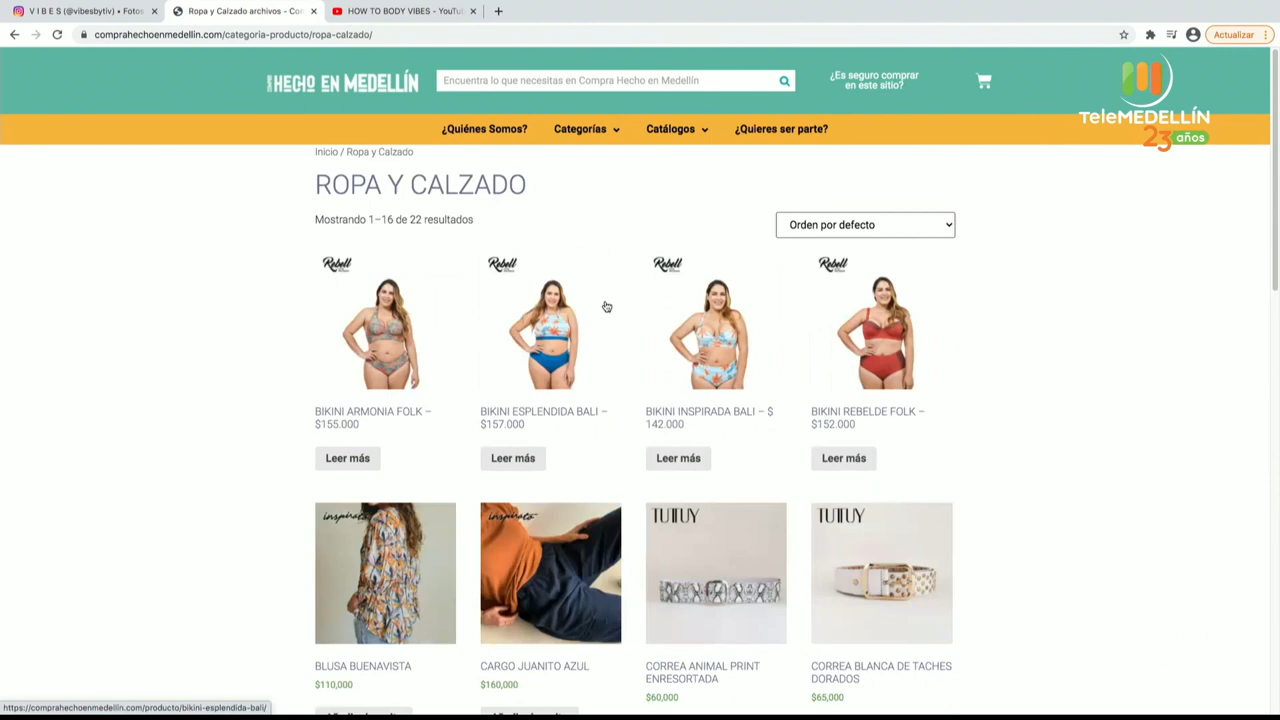 V I B E S (@vibesbytiv) • Fotos
Ropa y Calzado archivos - Co
HOW TO BODY VIBES - YouTu
comprahechoenmedellin.com/categoria-producto/ropa-calzado/
Actualizar
HECHO EN MEDELLÍN
Encuentra lo que necesitas en Compra Hecho en Medellín
¿Es seguro comprar
en este sitio?
TeleMEDELLÍN
23 años
¿Quiénes Somos?
Categorías
Catálogos
¿Quieres ser parte?
Inicio / Ropa y Calzado
ROPA Y CALZADO
Mostrando 1–16 de 22 resultados
Orden por defecto
Rebell
Rebell
Rebell
Rebell
BIKINI ARMONIA FOLK –
$155.000
BIKINI ESPLENDIDA BALI –
$157.000
BIKINI INSPIRADA BALI – $
142.000
BIKINI REBELDE FOLK –
$152.000
Leer más
Leer más
Leer más
Leer más
inspirato
inspirato
TUTTUY
TUTTUY
BLUSA BUENAVISTA
$110,000
CARGO JUANITO AZUL
$160,000
CORREA ANIMAL PRINT
ENRESORTADA
$60,000
CORREA BLANCA DE TACHES
DORADOS
$65,000
https://comprahechoenmedellin.com/producto/bikini-esplendida-bali/